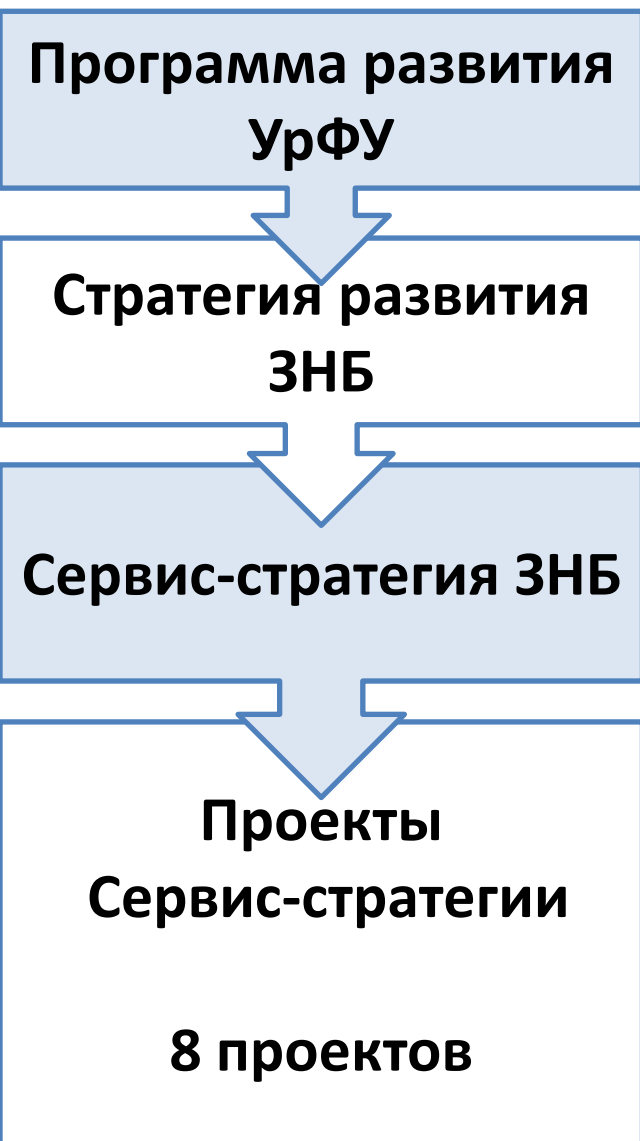 Программа развития
УрФУ
Стратегия развития
ЗНБ
Сервис-стратегия ЗНБ
Проекты
Сервис-стратегии
8 проектов